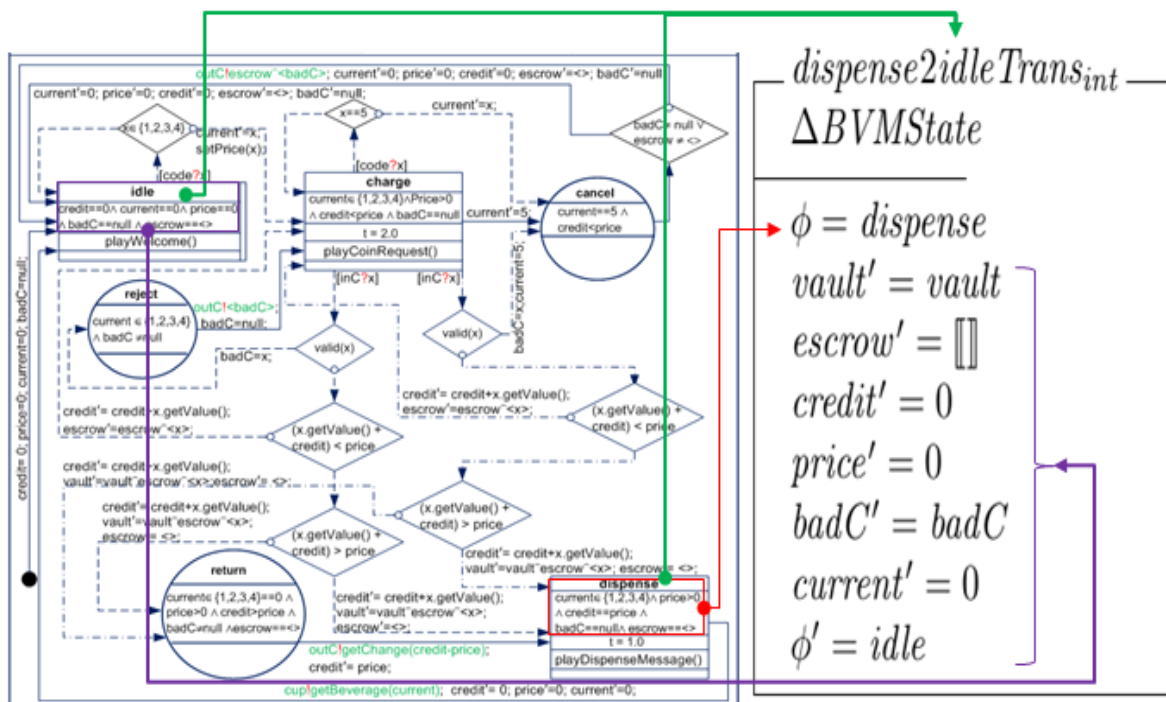 outC!escrow⌢<badC>; current'=0; price'=0; credit'=0; escrow'=<>; badC'=null
current'=0; price'=0; credit'=0; escrow'=<>; badC'=null;
x∈{1,2,3,4}
current'=x;
setPrice(x);
[code?x]
x==5
current'=x;
[code?x]
badC≠ null ∨
escrow ≠ <>
idle
credit==0∧ current==0∧ price==0
∧ badC==null ∧ escrow==<>
playWelcome()
charge
current∈{1,2,3,4}∧Price>0
∧ credit<price ∧ badC==null
t = 2.0
playCoinRequest()
current'=5;
cancel
current==5 ∧
credit<price
[inC?x]
[inC?x]
reject
current ∈{1,2,3,4}
∧ badC ≠null
outC!<badC>;
badC=null;
badC=x;
valid(x)
valid(x)
badC=x;current=5;
credit'= credit+x.getValue();
escrow'=escrow⌢<x>;
(x.getValue() +
credit) < price
credit'= credit+x.getValue();
escrow'=escrow⌢<x>;
(x.getValue() +
credit) < price
credit'= credit+x.getValue();
vault'=vault⌢escrow⌢<x>;escrow'= <>;
credit'= credit+x.getValue();
vault'=vault⌢escrow⌢<x>;
escrow'= <>;
(x.getValue() +
credit) > price
(x.getValue() +
credit) > price
credit'= credit+x.getValue();
vault'=vault⌢escrow⌢<x>; escrow= <>;
return
current∈{1,2,3,4}==0 ∧
price>0 ∧ credit>price ∧
badC≠null ∧escrow==<>
credit'= credit+x.getValue();
vault'=vault⌢escrow⌢<x>;
escrow'=<>;
dispense
current∈{1,2,3,4}∧ price>0
∧ credit==price ∧
badC==null∧ escrow==<>
t = 1.0
playDispenseMessage()
outC!getChange(credit-price);
credit'= price;
cup!getBeverage(current); credit'= 0; price'=0; current'=0;
credit= 0; price=0; current=0; badC=null;
dispense2idleTransint
ΔBVMState
ϕ = dispense
vault′ = vault
escrow′ = ⟦⟧
credit′ = 0
price′ = 0
badC′ = badC
current′ = 0
ϕ′ = idle